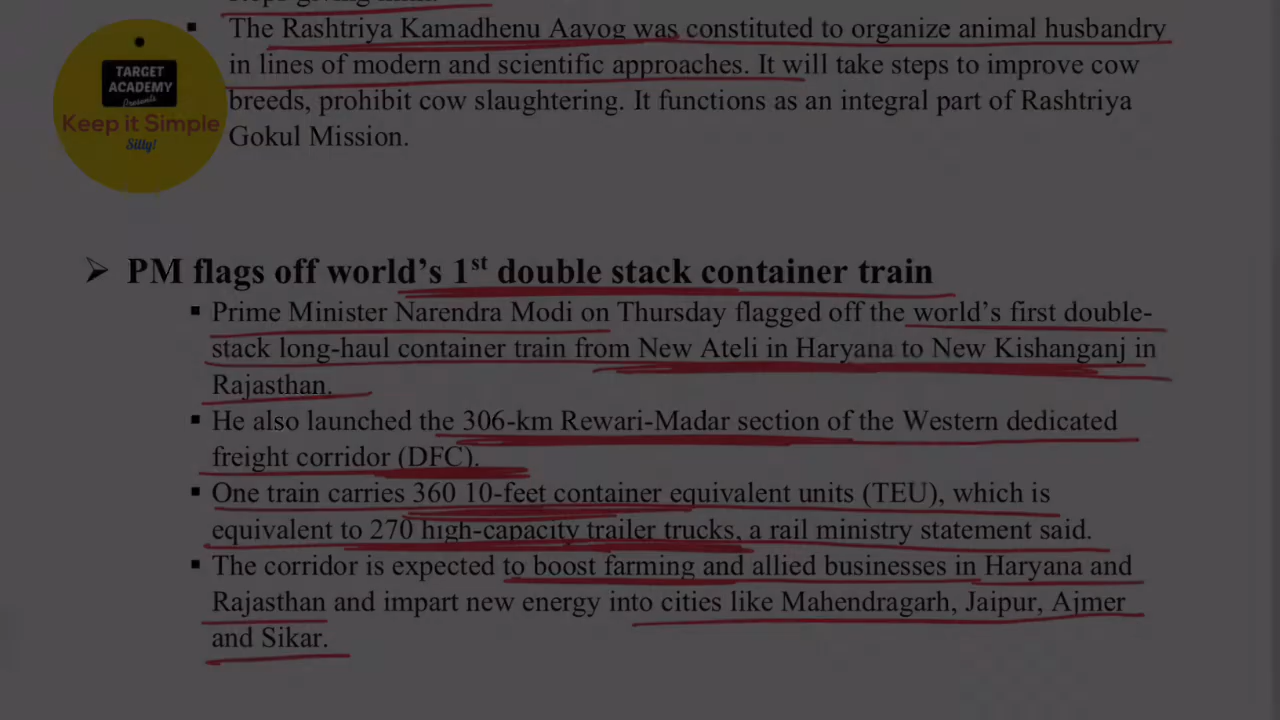 The Rashtriya Kamadhenu Aayog was constituted to organize animal husbandry
in lines of modern and scientific approaches. It will take steps to improve cow
breeds, prohibit cow slaughtering. It functions as an integral part of Rashtriya
Gokul Mission.
TARGET
ACADEMY
Presents
Keep it Simple
Silly!
➢ PM flags off world's 1st double stack container train
▪ Prime Minister Narendra Modi on Thursday flagged off the world's first double-
stack long-haul container train from New Ateli in Haryana to New Kishanganj in
Rajasthan.
▪ He also launched the 306-km Rewari-Madar section of the Western dedicated
freight corridor (DFC).
▪ One train carries 360 10-feet container equivalent units (TEU), which is
equivalent to 270 high-capacity trailer trucks, a rail ministry statement said.
▪ The corridor is expected to boost farming and allied businesses in Haryana and
Rajasthan and impart new energy into cities like Mahendragarh, Jaipur, Ajmer
and Sikar.